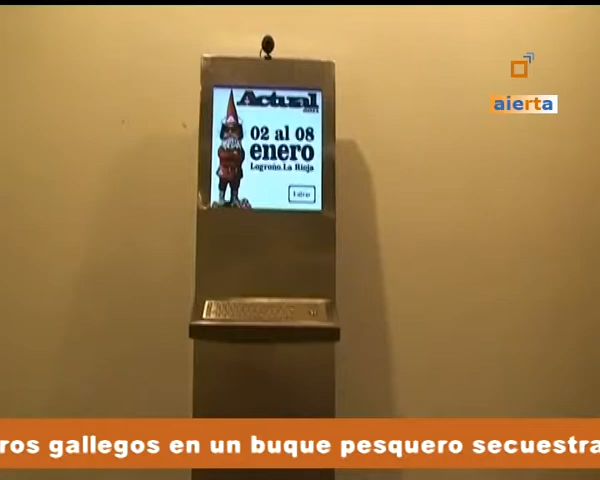 Actual
02 al 08
enero
Logroño. La Rioja
aierta
ros gallegos en un buque pesquero secuestra